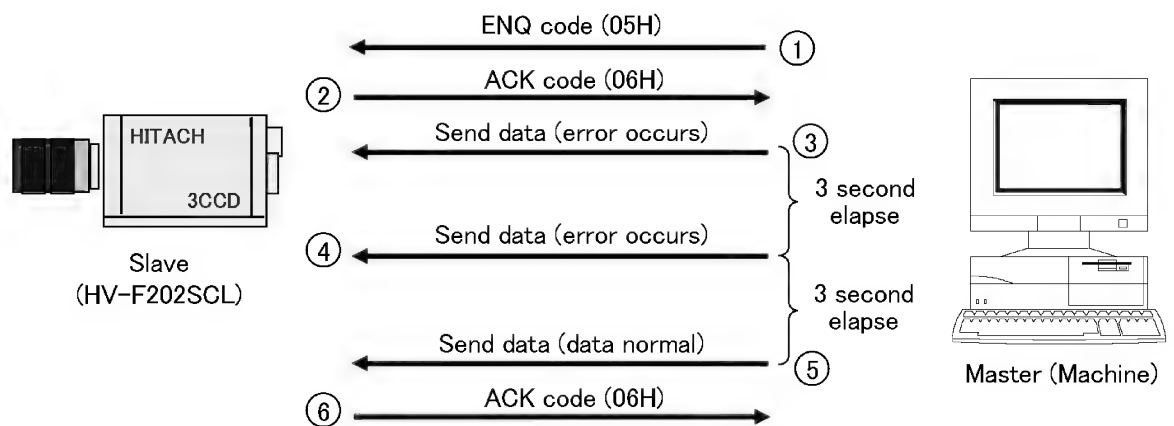 ENQ code (05H)
①
② ACK code (06H)
Send data (error occurs) ③
HITACH
3CCD
3 second
elapse
④ Send data (error occurs)
Slave
(HV-F202SCL)
3 second
elapse
Send data (data normal) ⑤
Master (Machine)
⑥ ACK code (06H)